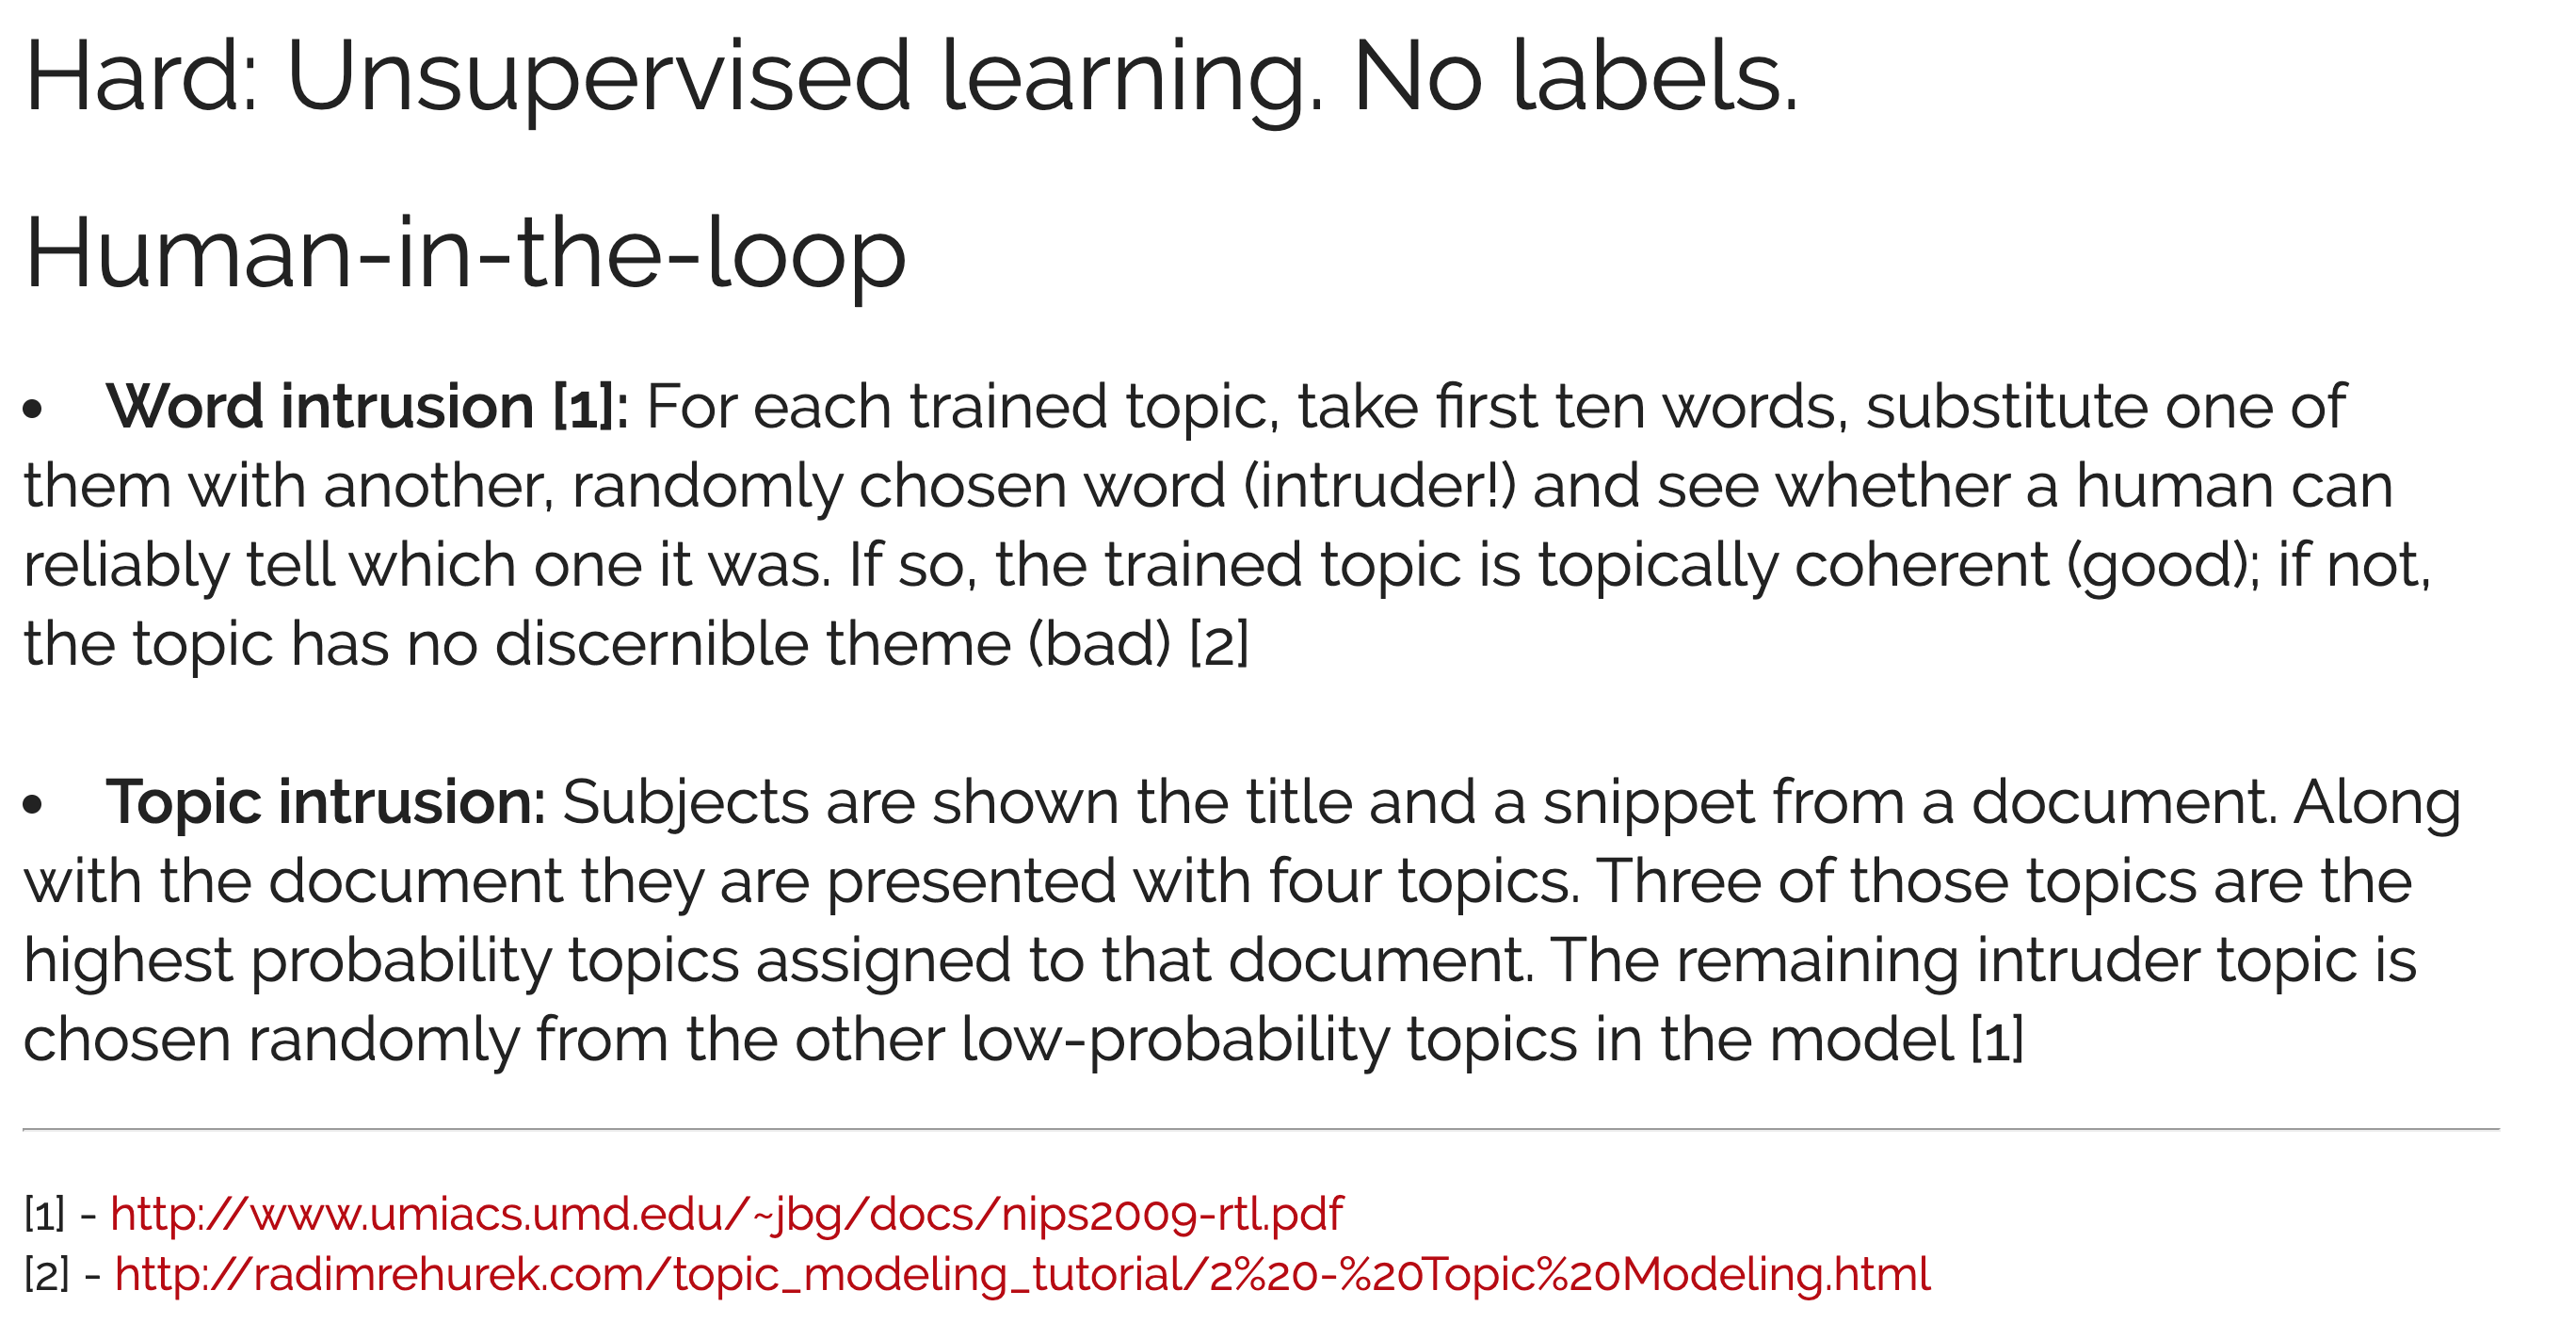 Hard: Unsupervised learning. No labels.
Human-in-the-loop
• Word intrusion [1]: For each trained topic, take first ten words, substitute one of
them with another, randomly chosen word (intruder!) and see whether a human can
reliably tell which one it was. If so, the trained topic is topically coherent (good); if not,
the topic has no discernible theme (bad) [2]
• Topic intrusion: Subjects are shown the title and a snippet from a document. Along
with the document they are presented with four topics. Three of those topics are the
highest probability topics assigned to that document. The remaining intruder topic is
chosen randomly from the other low-probability topics in the model [1]
[1] - http://www.umiacs.umd.edu/~jbg/docs/nips2009-rtl.pdf
[2] - http://radimrehurek.com/topic_modeling_tutorial/2%20-%20Topic%20Modeling.html